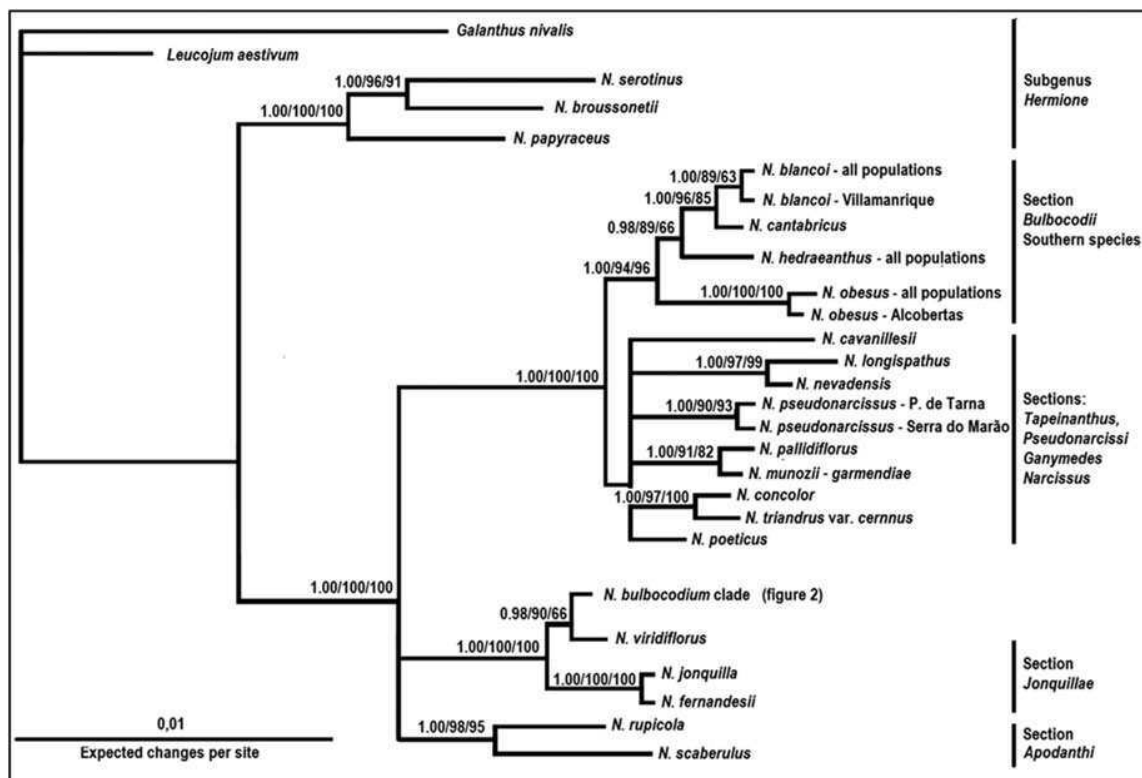 Galanthus nivalis
Leucojum aestivum
1.00/96/91
N. serotinus
1.00/100/100
N. broussonetii
N. papyraceus
Subgenus
Hermione
1.00/89/63
N. blancoi - all populations
1.00/96/85
N. blancoi - Villamanrique
N. cantabricus
0.98/89/66
N. hedraeanthus - all populations
1.00/94/96
1.00/100/100
N. obesus - all populations
N. obesus - Alcobertas
Section
Bulbocodii
Southern species
N. cavanillesii
1.00/97/99
N. longispathus
N. nevadensis
1.00/100/100
1.00/90/93
N. pseudonarcissus - P. de Tarna
N. pseudonarcissus - Serra do Marão
1.00/91/82
N. pallidiflorus
N. munozii - garmendiae
1.00/97/100
N. concolor
N. triandrus var. cernnus
N. poeticus
Sections:
Tapeinanthus,
Pseudonarcissi
Ganymedes
Narcissus
1.00/100/100
N. bulbocodium clade (figure 2)
0.98/90/66
N. viridiflorus
1.00/100/100
1.00/100/100
N. jonquilla
N. fernandesii
Section
Jonquillae
1.00/98/95
N. rupicola
N. scaberulus
Section
Apodanthi
0,01
Expected changes per site